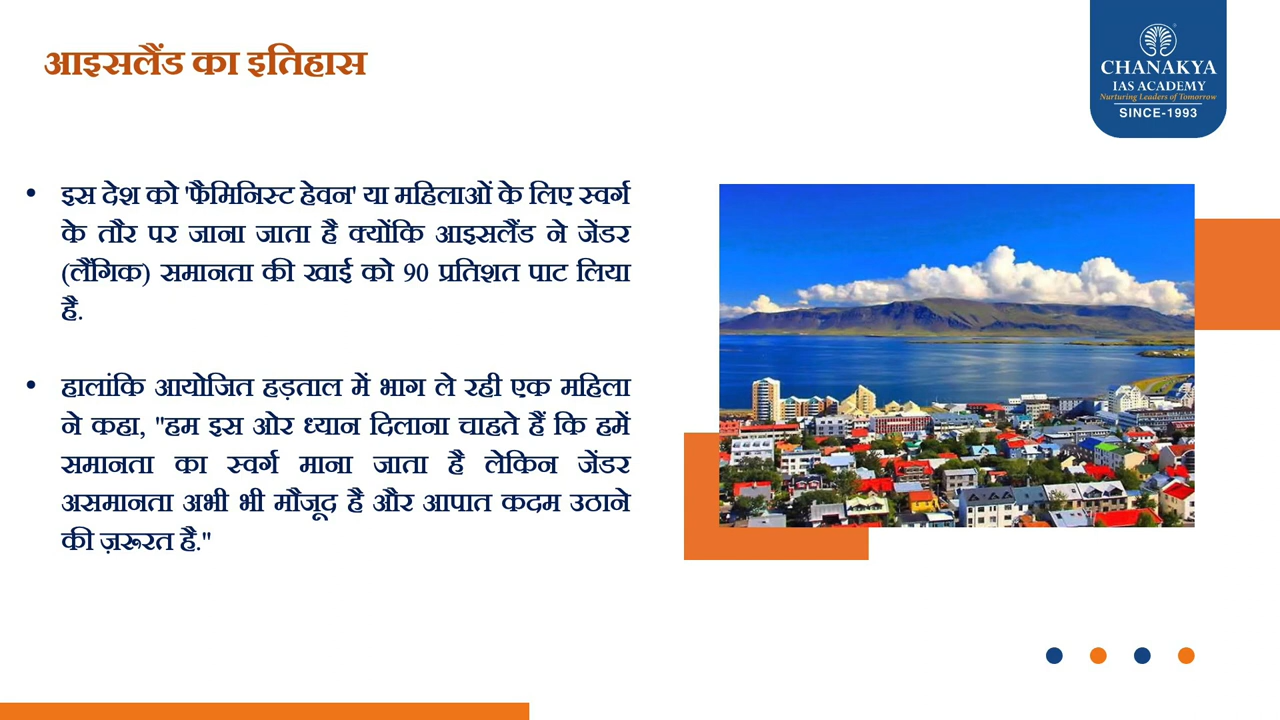 आइसलैंड का इतिहास
CHANAKYA
IAS ACADEMY
Nurturing Leaders of Tomorrow
SINCE-1993
• इस देश को 'फैमिनिस्ट हेवन' या महिलाओं के लिए स्वर्ग
के तौर पर जाना जाता है क्योंकि आइसलैंड ने जेंडर
(लैंगिक) समानता की खाई को 90 प्रतिशत पाट लिया
है.
• हालांकि आयोजित हड़ताल में भाग ले रही एक महिला
ने कहा, "हम इस ओर ध्यान दिलाना चाहते हैं कि हमें
समानता का स्वर्ग माना जाता है लेकिन जेंडर
असमानता अभी भी मौजूद है और आपात कदम उठाने
की ज़रूरत है."